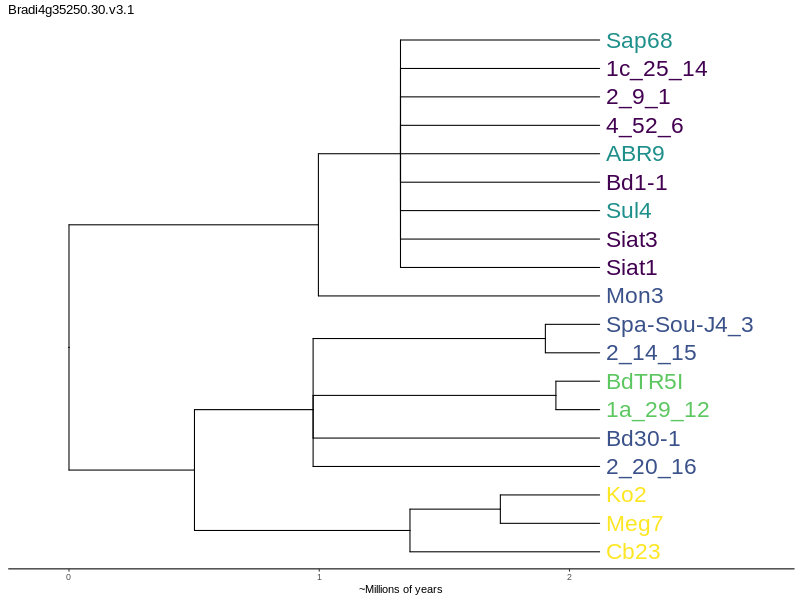 Bradi4g35250.30.v3.1
Sap68
1c_25_14
2_9_1
4_52_6
ABR9
Bd1-1
Sul4
Siat3
Siat1
Mon3
Spa-Sou-J4_3
2_14_15
BdTR5I
1a_29_12
Bd30-1
2_20_16
Ko2
Meg7
Cb23
0 1 2
~Millions of years